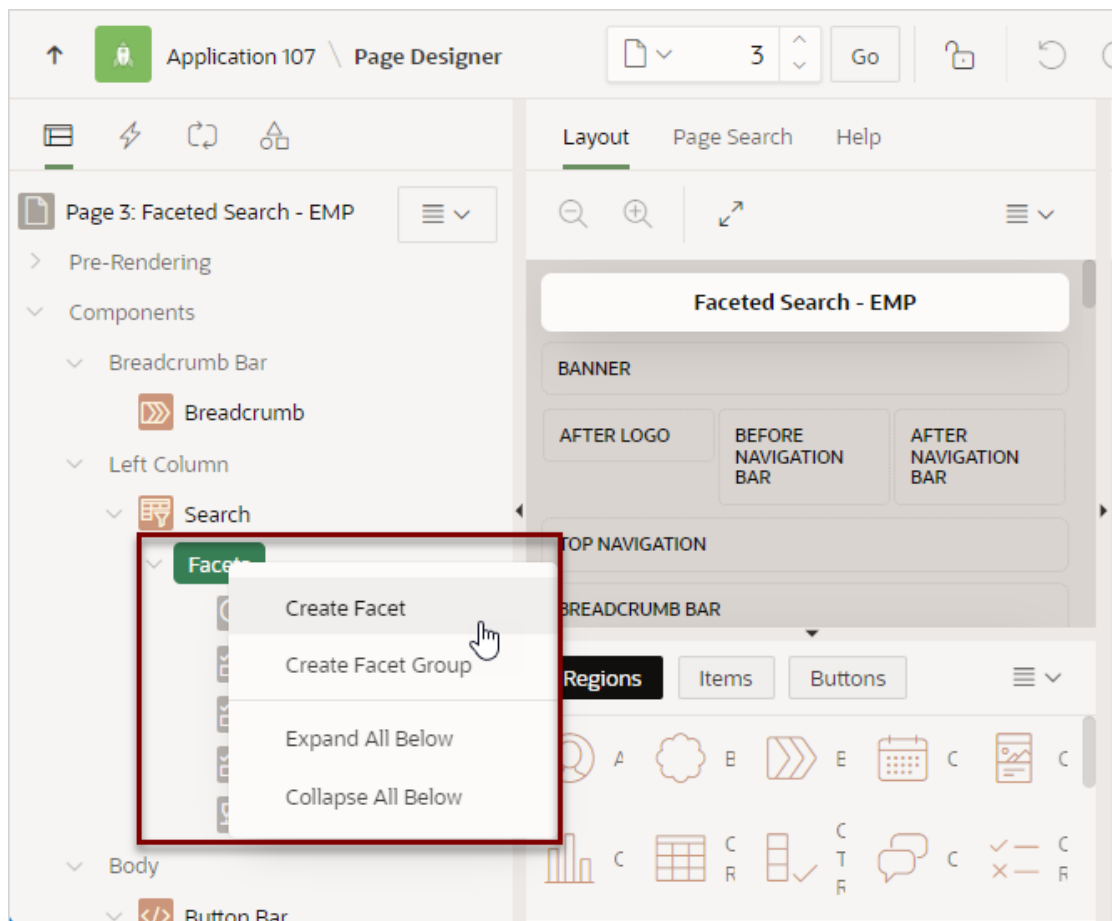 Application 107 \ Page Designer
3
Go
Layout
Page Search
Help
Page 3: Faceted Search - EMP
Pre-Rendering
Components
Breadcrumb Bar
Breadcrumb
Left Column
Search
Facets
Create Facet
Create Facet Group
Expand All Below
Collapse All Below
Body
Button Bar
Faceted Search - EMP
BANNER
AFTER LOGO
BEFORE
NAVIGATION
BAR
AFTER
NAVIGATION
BAR
TOP NAVIGATION
BREADCRUMB BAR
Regions
Items
Buttons